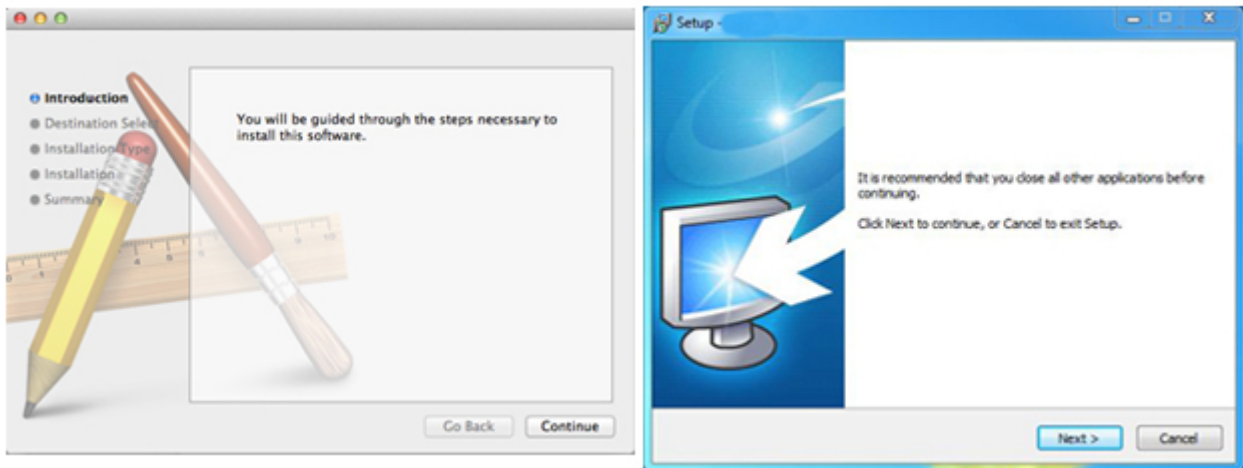 Introduction
Destination Select
Installation Type
Installation
Summary
You will be guided through the steps necessary to
install this software.
Go Back
Continue
Setup -
It is recommended that you close all other applications before
continuing.
Click Next to continue, or Cancel to exit Setup.
Next >
Cancel